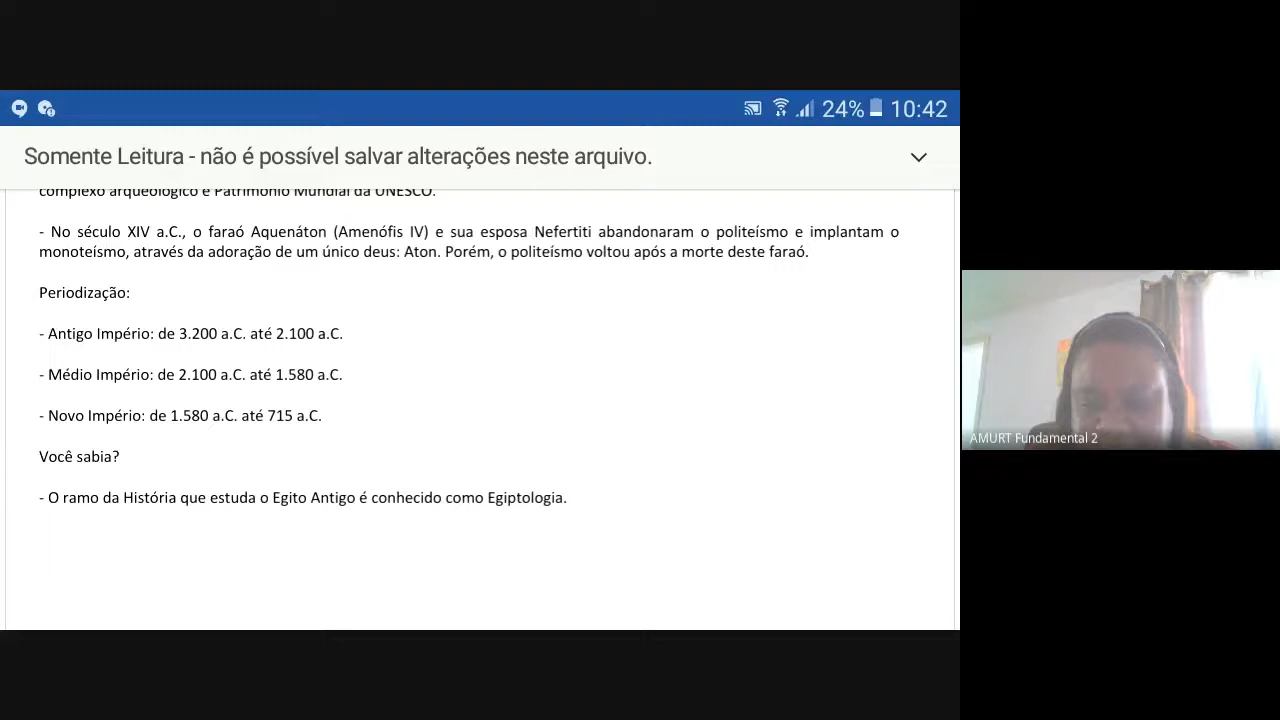 24% 10:42
Somente Leitura - não é possível salvar alterações neste arquivo.
complexo arqueológico é Patrimônio Mundial da UNESCO.
- No século XIV a.C., o faraó Aquenáton (Amenófis IV) e sua esposa Nefertiti abandonaram o politeísmo e implantam o
monoteísmo, através da adoração de um único deus: Aton. Porém, o politeísmo voltou após a morte deste faraó.
Periodização:
- Antigo Império: de 3.200 a.C. até 2.100 a.C.
- Médio Império: de 2.100 a.C. até 1.580 a.C.
- Novo Império: de 1.580 a.C. até 715 a.C.
Você sabia?
- O ramo da História que estuda o Egito Antigo é conhecido como Egiptologia.
AMURT Fundamental 2